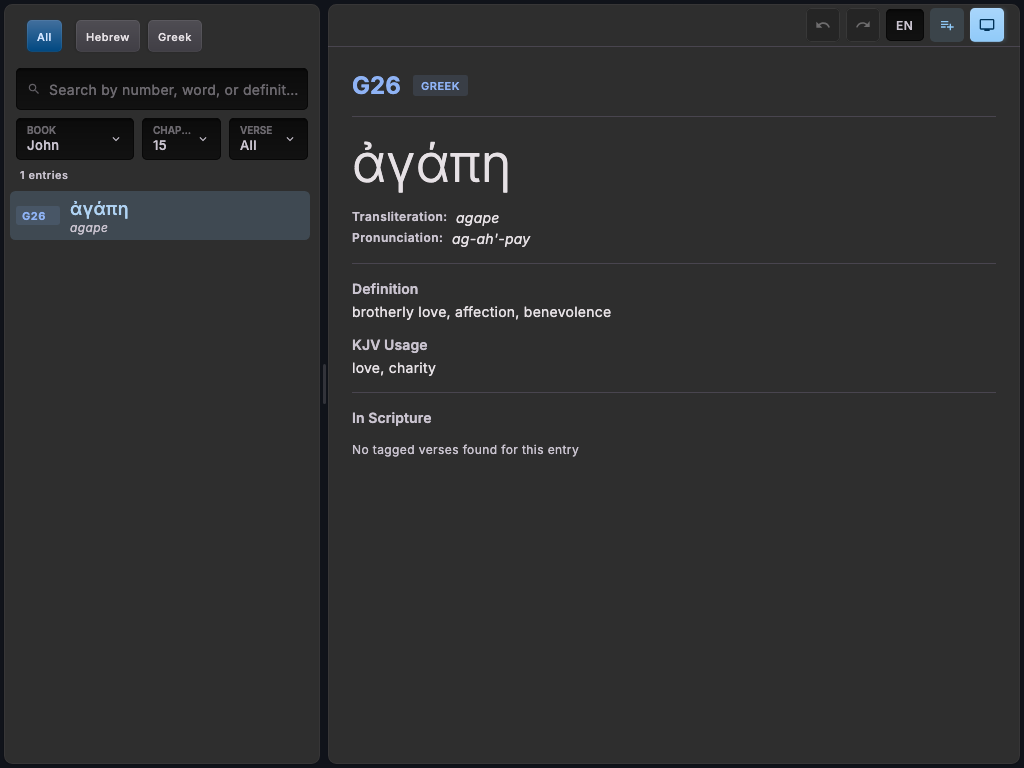 All
Hebrew
Greek
Search by number, word, or definit...
BOOK
John
CHAP...
15
VERSE
All
1 entries
G26
ἀγάπη
agape
EN
G26
GREEK
ἀγάπη
Transliteration: agape
Pronunciation: ag-ah'-pay
Definition
brotherly love, affection, benevolence
KJV Usage
love, charity
In Scripture
No tagged verses found for this entry